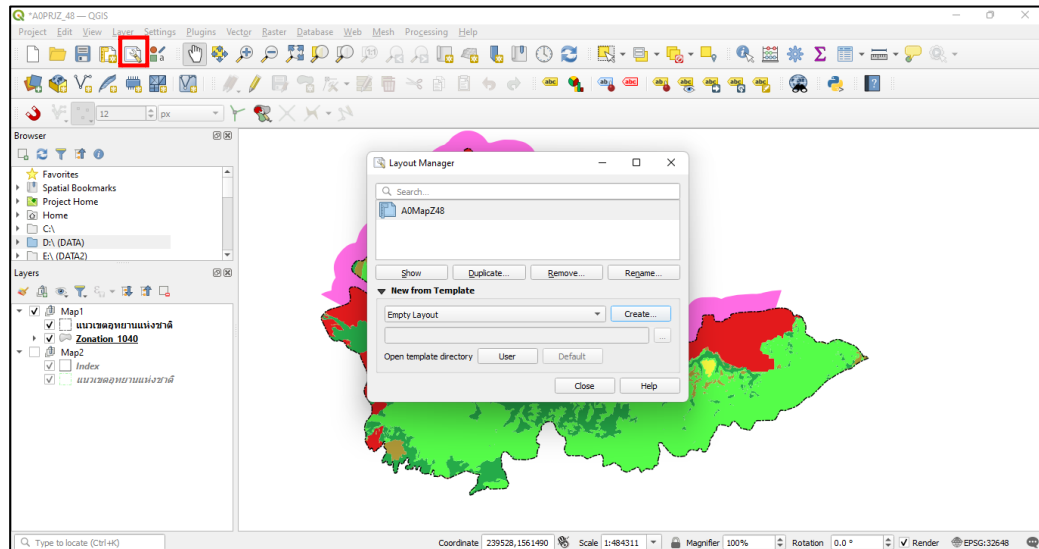 *A0PRJZ_48 — QGIS
Project Edit View Layer Settings Plugins Vector Raster Database Web Mesh Processing Help
12 px
Browser
Favorites
Spatial Bookmarks
Project Home
Home
C:\
D:\ (DATA)
E:\ (DATA2)
Layers
Map1
แนวเขตอุทยานแห่งชาติ
Zonation_1040
Map2
Index
แนวเขตอุทยานแห่งชาติ
Layout Manager
Search...
A0MapZ48
Show Duplicate... Remove... Rename...
New from Template
Empty Layout Create...
...
Open template directory User Default
Close Help
Type to locate (Ctrl+K) Coordinate 239528,1561490 Scale 1:484311 Magnifier 100% Rotation 0.0 ° Render EPSG:32648